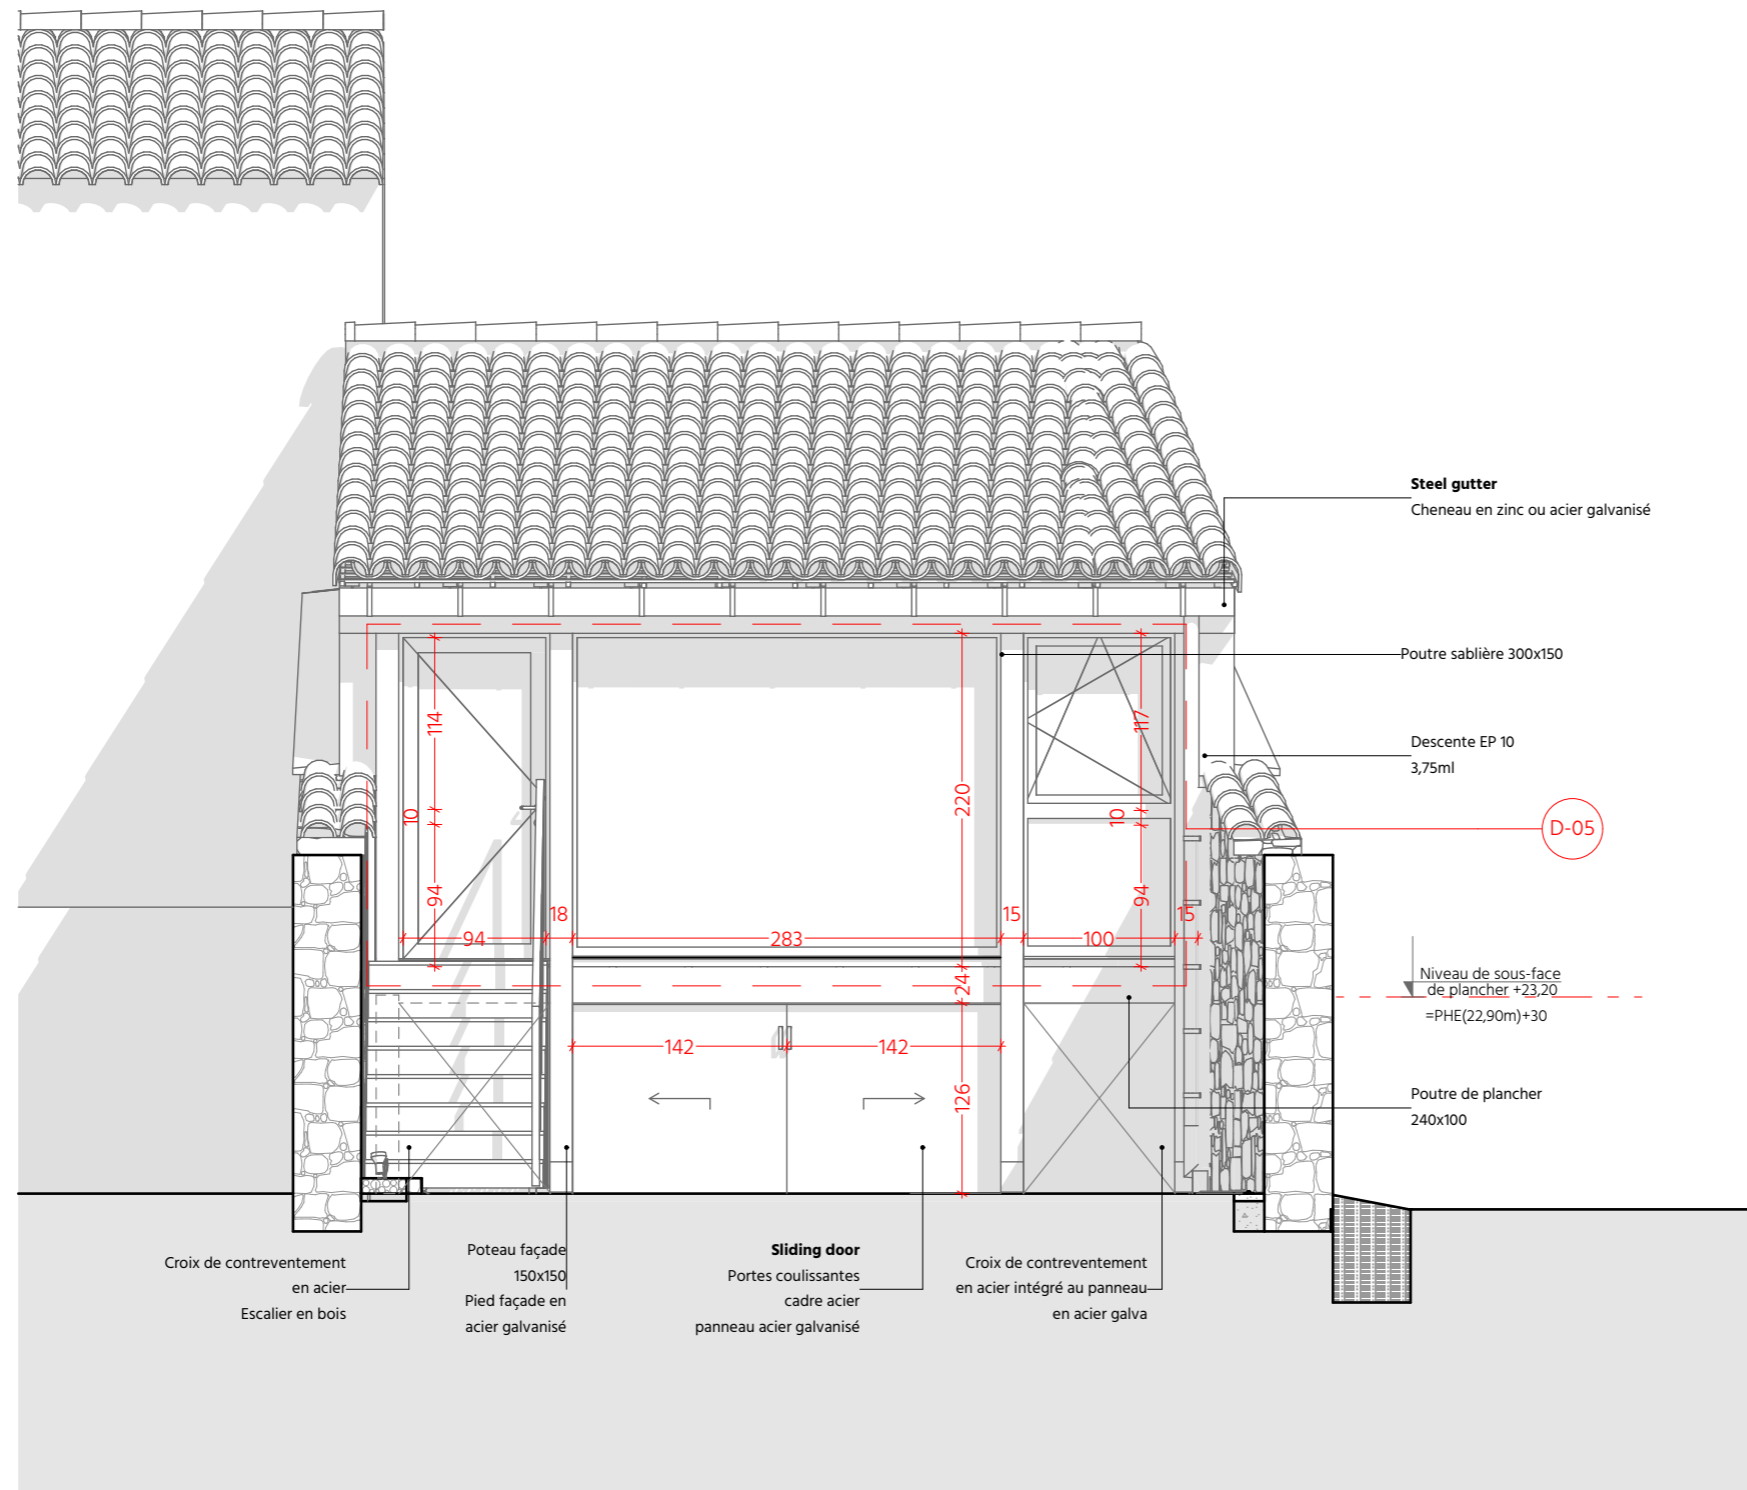 Steel gutter
Cheneau en zinc ou acier galvanisé
Poutre sablière 300x150
Descente EP 10
3,75ml
D-05
114
10
94
94
18
283
220
24
126
15
117
10
94
100
15
142
142
Niveau de sous-face
de plancher +23,20
=PHE(22,90m)+30
Poutre de plancher
240x100
Croix de contreventement
en acier
Escalier en bois
Poteau façade
150x150
Pied façade en
acier galvanisé
Sliding door
Portes coulissantes
cadre acier
panneau acier galvanisé
Croix de contreventement
en acier intégré au panneau
en acier galva